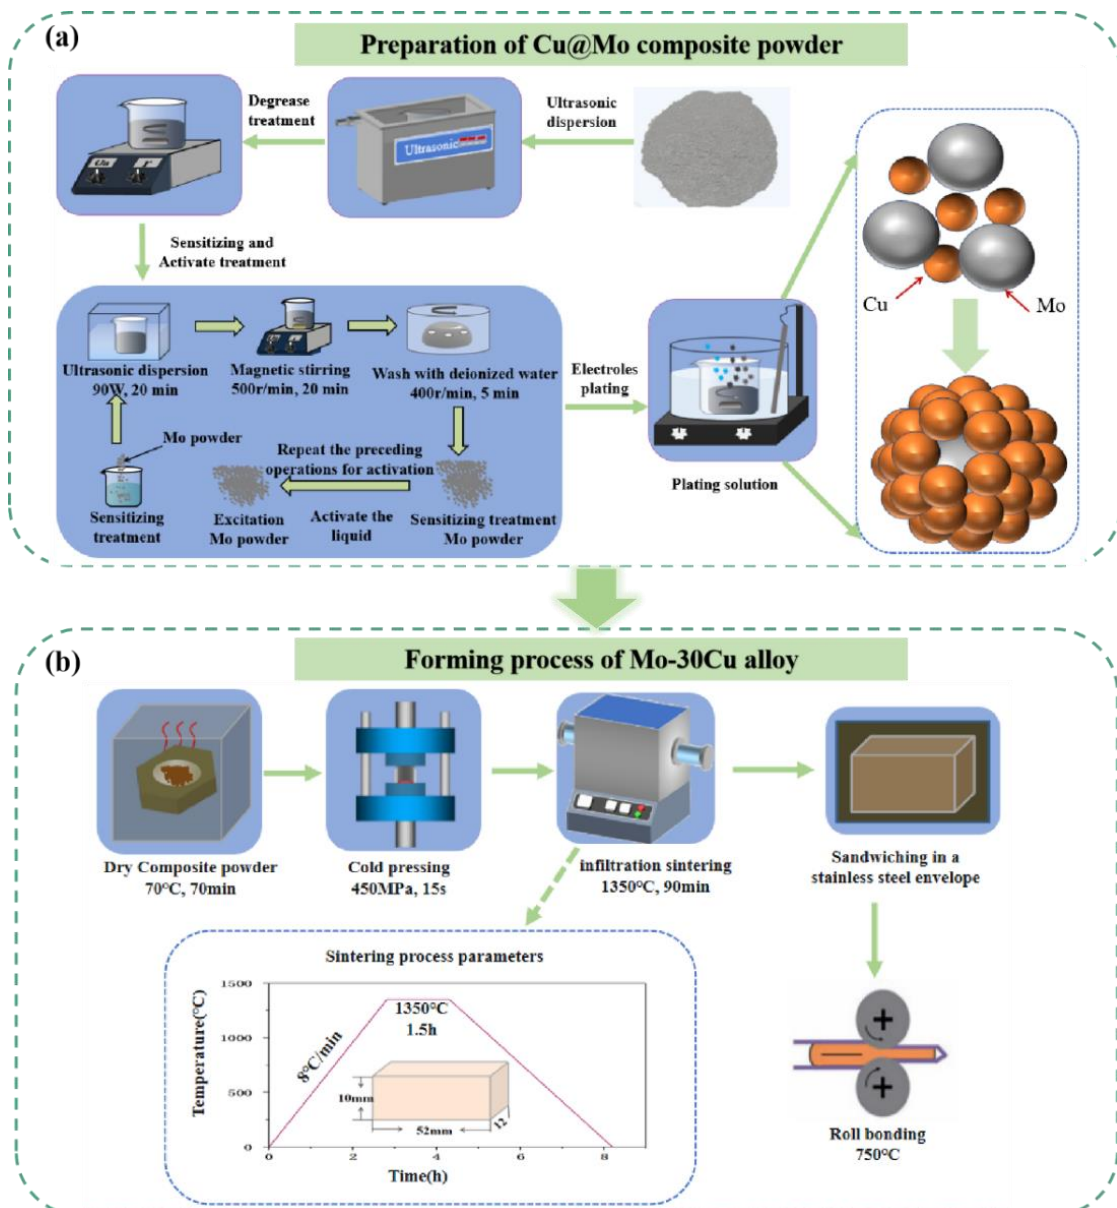 (a)
Preparation of Cu@Mo composite powder
Degrease
treatment
Ultrasonic
Ultrasonic
dispersion
Sensitizing and
Activate treatment
Cu
Mo
Ultrasonic dispersion
90W, 20 min
Magnetic stirring
500r/min, 20 min
Wash with deionized water
400r/min, 5 min
Electroles
plating
Mo powder
Repeat the preceding
operations for activation
Sensitizing
treatment
Excitation
Mo powder
Activate the
liquid
Sensitizing treatment
Mo powder
Plating solution
(b)
Forming process of Mo-30Cu alloy
Dry Composite powder
70°C, 70min
Cold pressing
450MPa, 15s
infiltration sintering
1350°C, 90min
Sandwiching in a
stainless steel envelope
Sintering process parameters
Temperature(°C)
1500
1000
500
0
8°C/min
1350°C
1.5h
10mm
52mm
12
0
2
4
6
8
Time(h)
Roll bonding
750°C